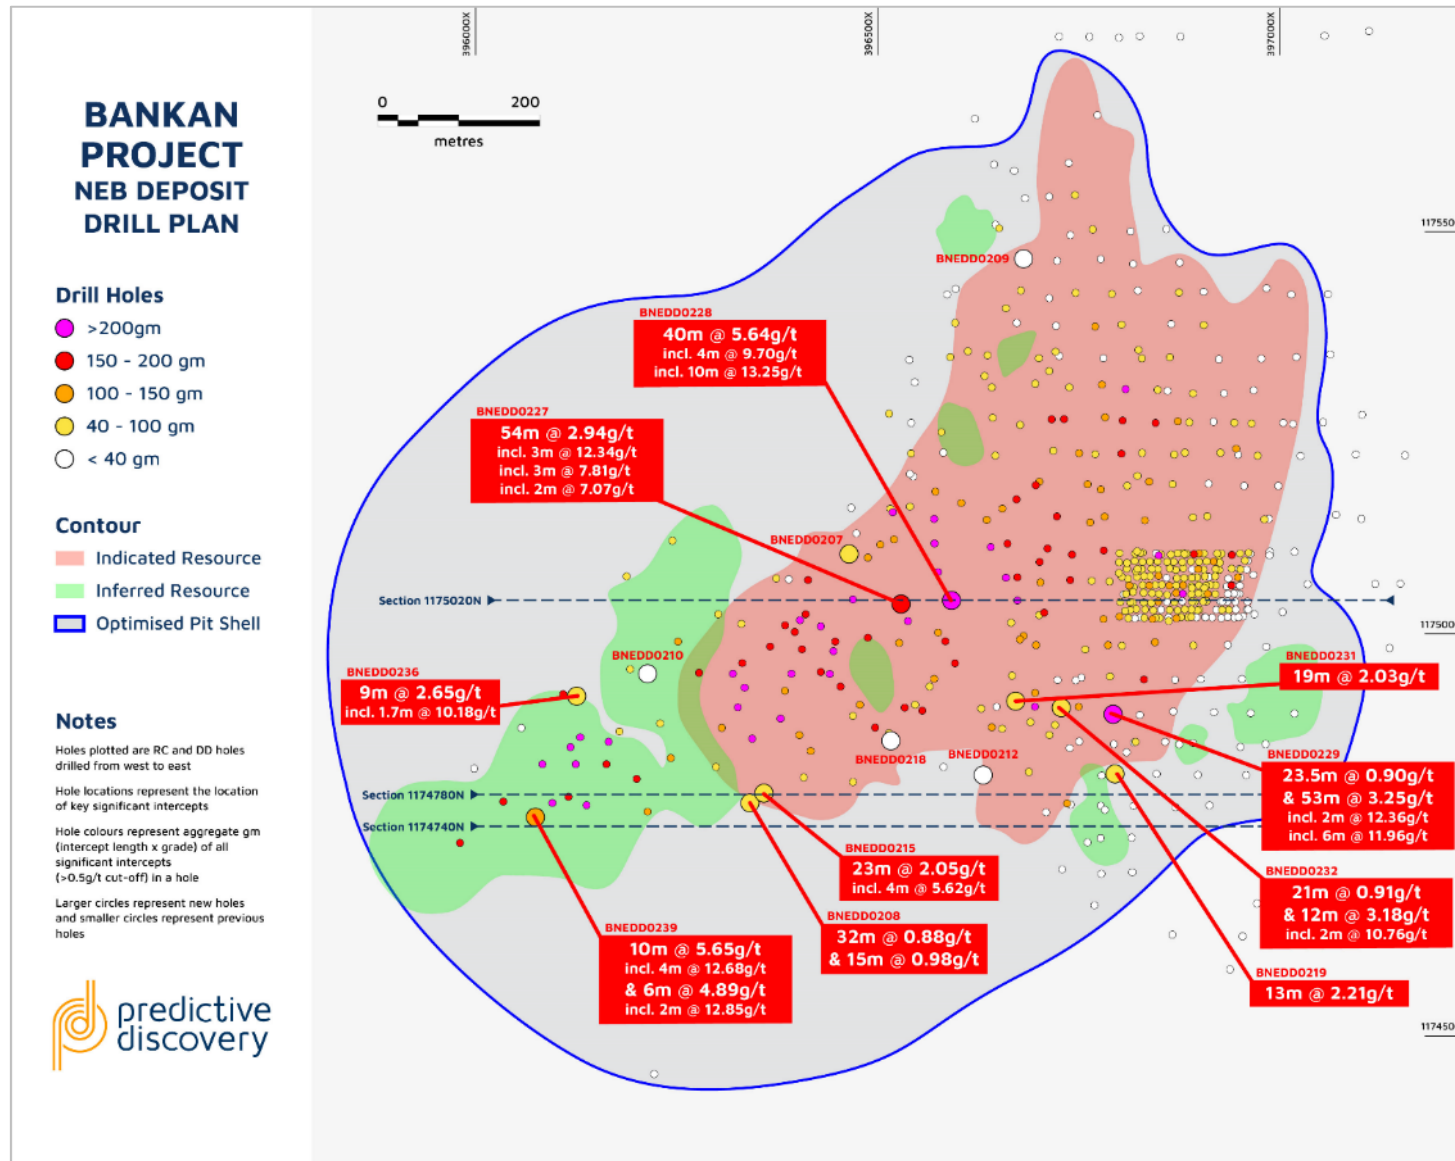 BANKAN
PROJECT
NEB DEPOSIT
DRILL PLAN
Drill Holes
>200gm
150 - 200 gm
100 - 150 gm
40 - 100 gm
< 40 gm
Contour
Indicated Resource
Inferred Resource
Optimised Pit Shell
Notes
Holes plotted are RC and DD holes
drilled from west to east
Hole locations represent the location
of key significant intercepts
Hole colours represent aggregate gm
(intercept length x grade) of all
significant intercepts
(>0.5g/t cut-off) in a hole
Larger circles represent new holes
and smaller circles represent previous
holes
predictive
discovery
396000X
396500X
397000X
0 200
metres
117550
117500
117450
BNEDD0209
BNEDD0228
40m @ 5.64g/t
incl. 4m @ 9.70g/t
incl. 10m @ 13.25g/t
BNEDD0227
54m @ 2.94g/t
incl. 3m @ 12.34g/t
incl. 3m @ 7.81g/t
incl. 2m @ 7.07g/t
BNEDD0207
Section 1175020N
BNEDD0210
BNEDD0236
9m @ 2.65g/t
incl. 1.7m @ 10.18g/t
BNEDD0231
19m @ 2.03g/t
BNEDD0218
BNEDD0212
BNEDD0229
23.5m @ 0.90g/t
& 53m @ 3.25g/t
incl. 2m @ 12.36g/t
incl. 6m @ 11.96g/t
Section 1174780N
Section 1174740N
BNEDD0215
23m @ 2.05g/t
incl. 4m @ 5.62g/t
BNEDD0232
21m @ 0.91g/t
& 12m @ 3.18g/t
incl. 2m @ 10.76g/t
BNEDD0208
32m @ 0.88g/t
& 15m @ 0.98g/t
BNEDD0239
10m @ 5.65g/t
incl. 4m @ 12.68g/t
& 6m @ 4.89g/t
incl. 2m @ 12.85g/t
BNEDD0219
13m @ 2.21g/t